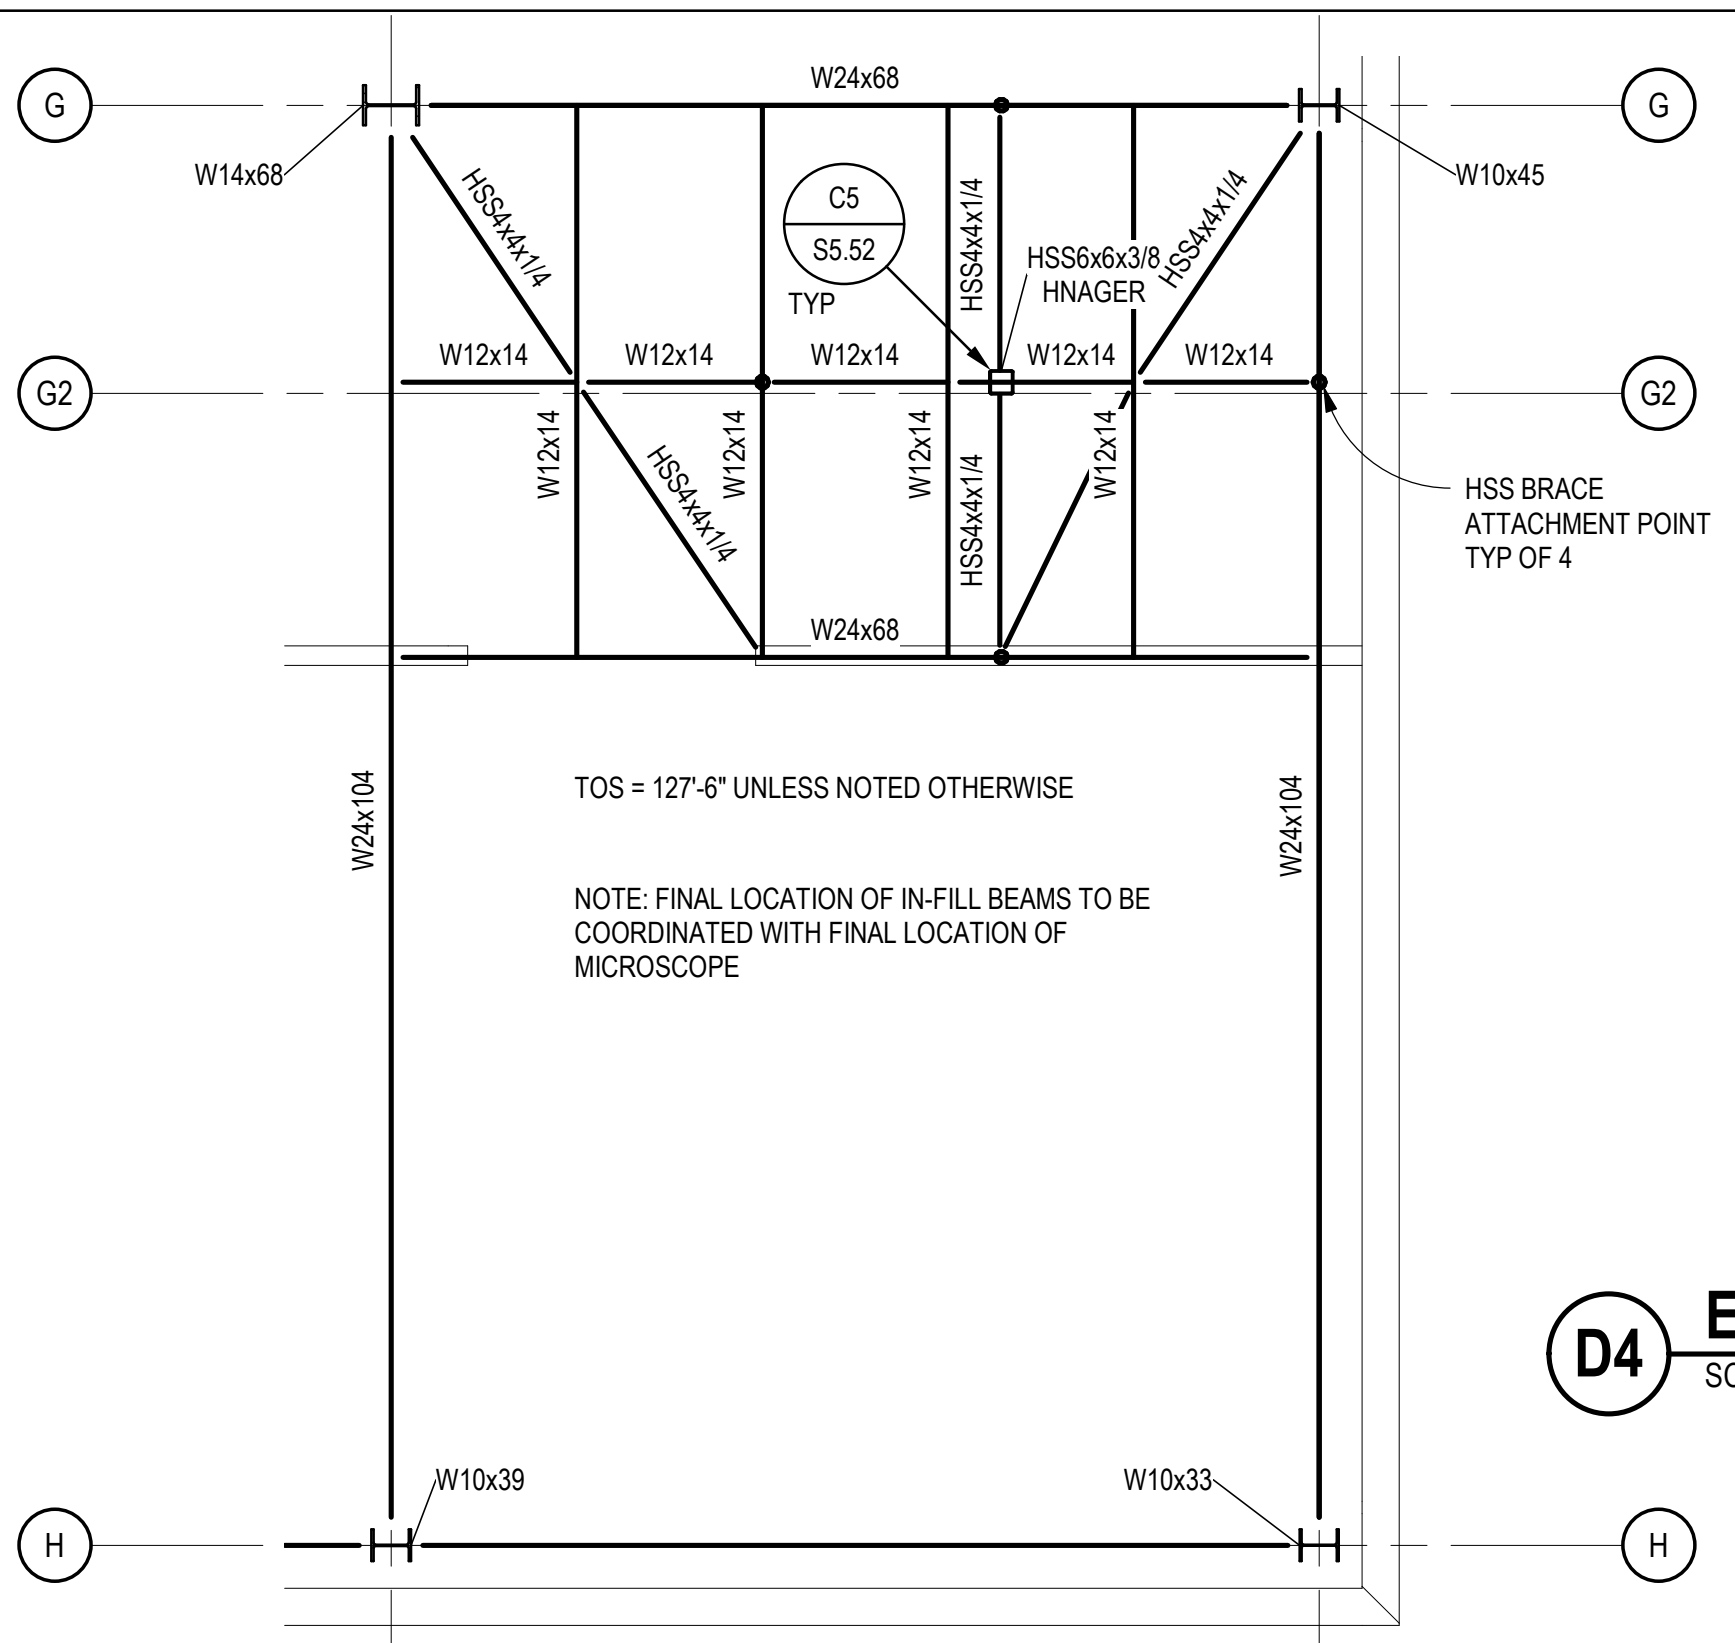 W24x68
G
G
W14x68
W10x45
HSS4x4x1/4
C5
S5.52
TYP
HSS4x4x1/4
HSS6x6x3/8
HNAGER
HSS4x4x1/4
W12x14
W12x14
W12x14
W12x14
W12x14
G2
G2
W12x14
HSS4x4x1/4
W12x14
W12x14
HSS4x4x1/4
W12x14
HSS BRACE
ATTACHMENT POINT
TYP OF 4
W24x68
W24x104
TOS = 127'-6" UNLESS NOTED OTHERWISE
W24x104
NOTE: FINAL LOCATION OF IN-FILL BEAMS TO BE
COORDINATED WITH FINAL LOCATION OF
MICROSCOPE
D4
W10x39
W10x33
H
H